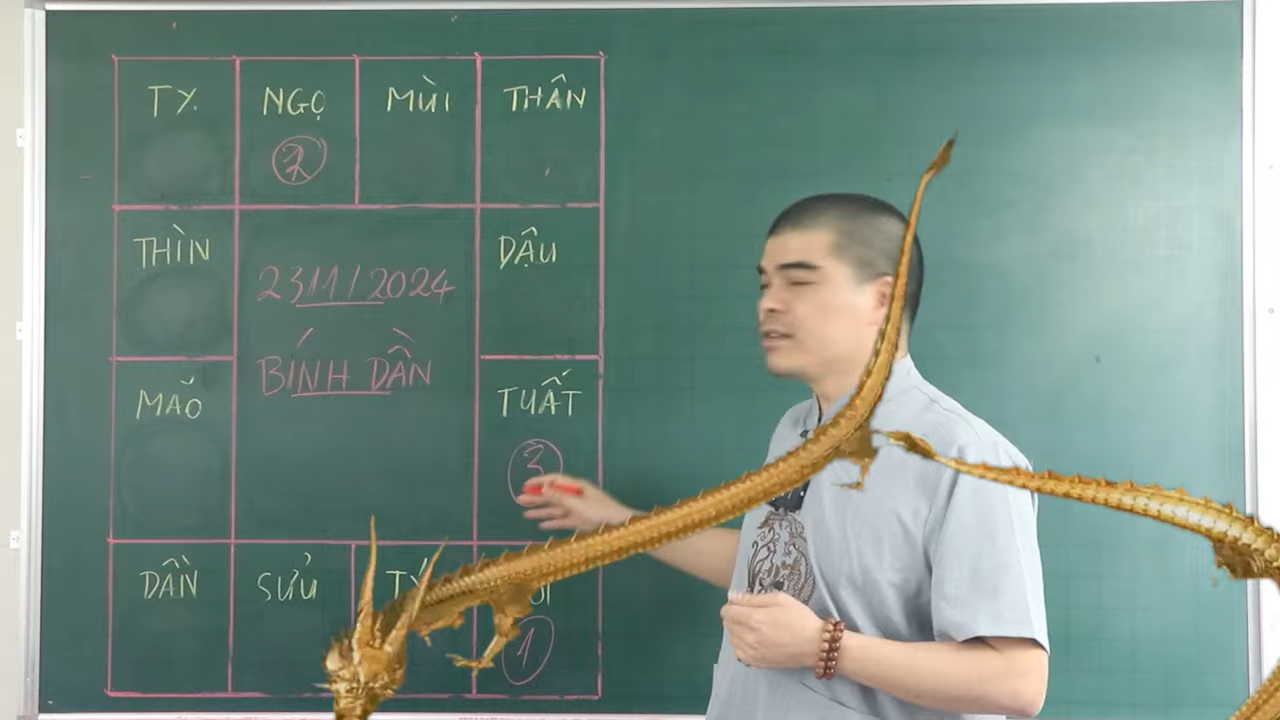 TỴ NGỌ MÙI THÂN
2
THÌN DẬU
23/11/2024
BÍNH DẦN
MÃO TUẤT
3
DẦN SỬU
1